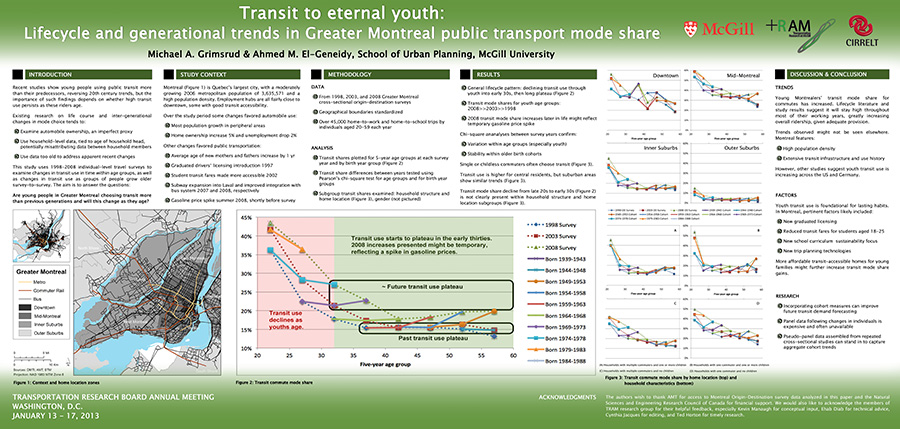 Transit to eternal youth:
Lifecycle and generational trends in Greater Montreal public transport mode share
Michael A. Grimsrud & Ahmed M. El-Geneidy, School of Urban Planning, McGill University
McGill
+RAM
CIRRELT
INTRODUCTION
Recent studies show young people using public transit more
than their predecessors, reversing 20th century trends, but the
importance of such findings depends on whether high transit
use persists as these riders age.
Existing research on life course and inter-generational
changes in mode choice tends to:
Examine automobile ownership, an imperfect proxy
Use household-level data, tied to age of household head,
potentially misattributing data between household members
Use data too old to address apparent recent changes
This study uses 1998-2008 individual-level travel surveys to
examine changes in transit use in time within age groups, as well
as changes in transit use as groups of people grow older
survey-to-survey. The aim is to answer the questions:
Are young people in Greater Montreal choosing transit more
than previous generations and will this change as they age?
Greater Montreal
Metro
Commuter Rail
Bus
Downtown
Mid-Montreal
Inner Suburbs
Outer Suburbs
Figure 1: Context and home location zones
STUDY CONTEXT
Montreal (Figure 1) is Quebec's largest city, with a moderately
growing 2006 metropolitan population of 3,635,571 and a
high population density. Employment hubs are all fairly close to
downtown, some with good transit accessibility.
Over the study period some changes favored automobile use:
Most population growth in peripheral areas
Home ownership increase 5% and unemployment drop 2%
Other changes favored public transportation:
Average age of new mothers and fathers increase by 1-yr
Graduated drivers' licensing introduction 1997
Student transit fares made more accessible 2002
Subway expansion into Laval and improved integration with
bus system 2007 and 2008, respectively
Gasoline price spike summer 2008, shortly before survey
METHODOLOGY
DATA
From 1998, 2003, and 2008 Greater Montreal
cross-sectional origin-destination surveys
Geographical boundaries standardized
Over 45,000 home-to-work and home-to-school trips by
individuals aged 20-59 each year
ANALYSIS
Transit shares plotted for 5-year age groups at each survey
year and by birth year (Figure 2)
Transit share differences between years tested using
Pearson's chi-square test for age groups and for birth-year
groups
Subgroup transit shares examined: household structure and
home location (Figure 3), gender (not pictured)
RESULTS
General lifecycle pattern: declining transit use through
youth into early 30s, then long plateau (Figure 2)
Transit mode shares for youth age groups:
2008>>2003>>1998
2008 transit mode share increases later in life might reflect
temporary gasoline price spike
Chi-square analyses between survey years confirm:
Variation within age groups (especially youth)
Stability within older birth cohorts
Single or childless commuters often choose transit (Figure 3).
Transit use is higher for central residents, but suburban areas
show similar trends (Figure 3).
Transit mode share decline from late 20s to early 30s (Figure 2)
is not clearly present within household structure and home
location subgroups (Figure 3).
45%
40%
35%
30%
25%
20%
15%
10%
22
27
32
37
42
47
52
57
60
Five-year age group
Transit use starts to plateau in the early thirties.
2008 increases presented might be temporary,
reflecting a spike in gasoline prices.
~ Future transit use plateau
Transit use
declines as
youths age.
Past transit use plateau
1998 Survey
2003 Survey
2008 Survey
Born 1939-1943
Born 1944-1948
Born 1949-1953
Born 1954-1958
Born 1959-1963
Born 1964-1968
Born 1969-1973
Born 1974-1978
Born 1979-1983
Born 1984-1988
Figure 2: Transit commute mode share
Downtown
Mid-Montreal
Inner Suburbs
Outer Suburbs
Figure 3: Transit commute mode share by home location (top) and
household characteristics (bottom)
DISCUSSION & CONCLUSION
TRENDS
Young Montrealers' transit mode share for
commutes has increased. Lifecycle literature and
study results suggest it will stay high throughout
most of their working years, greatly increasing
overall ridership, given adequate provision.
Trends observed might not be seen elsewhere.
Montreal features:
High population density
Extensive transit infrastructure and use history
However, other studies suggest youth transit use is
increasing across the US and Germany.
FACTORS
Youth transit use is foundational for lasting habits.
In Montreal, pertinent factors likely included:
New graduated licensing
Reduced transit fares for students aged 18-25
New school curriculum sustainability focus
New trip planning technologies
More affordable transit-accessible homes for young
families might further increase transit mode share
gains.
RESEARCH
Incorporating cohort measures can improve
future transit demand forecasting
Panel data following changes in individuals is
expensive and often unavailable
Pseudo-panel data assembled from repeated
cross-sectional studies can stand in to capture
aggregate cohort trends
TRANSPORTATION RESEARCH BOARD ANNUAL MEETING
WASHINGTON, D.C.
JANUARY 13 - 17, 2013
ACKNOWLEDGMENTS
The authors wish to thank AMT for access to Montreal Origin-Destination survey data analyzed in this paper and the Natural
Sciences and Engineering Research Council of Canada for financial support. We would also like to acknowledge the members of
TRAM research group for their helpful feedback, especially Kevin Manaugh for conceptual input, Ehab Diab for technical advice,
Cynthia Jacques for editing, and Ted Horton for timely research.